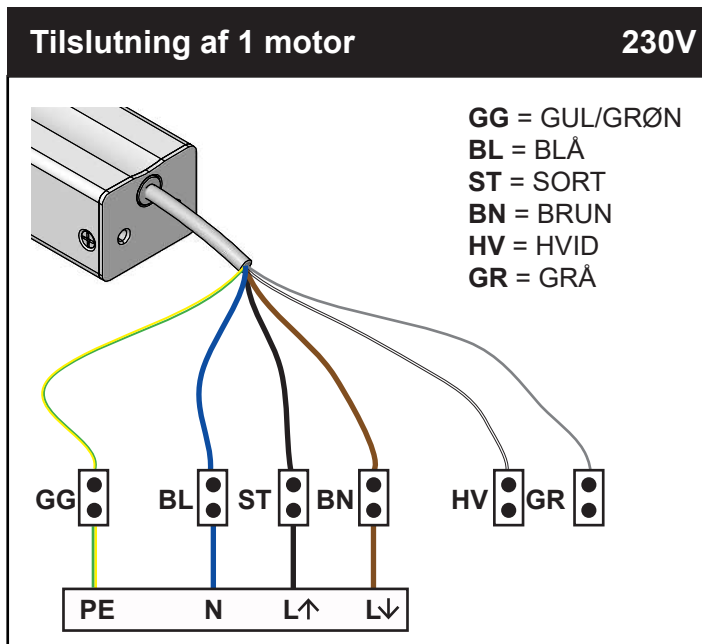 Tilslutning af 1 motor 230V
GG = GUL/GRØN
BL = BLÅ
ST = SORT
BN = BRUN
HV = HVID
GR = GRÅ
GG BL ST BN HV GR
PE N L↑ L↓